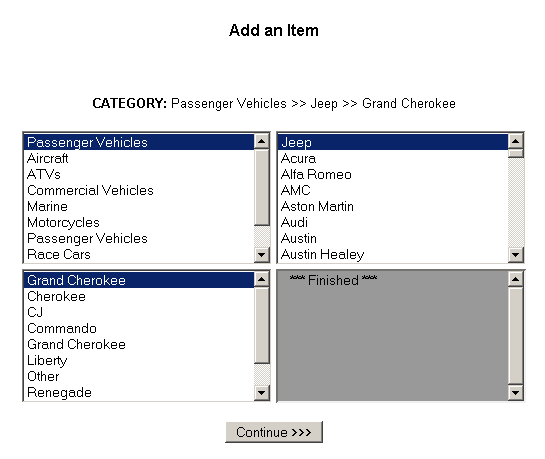 Add an Item
CATEGORY: Passenger Vehicles >> Jeep >> Grand Cherokee
Passenger Vehicles
Aircraft
ATVs
Commercial Vehicles
Marine
Motorcycles
Passenger Vehicles
Race Cars
Jeep
Acura
Alfa Romeo
AMC
Aston Martin
Audi
Austin
Austin Healey
Grand Cherokee
Cherokee
CJ
Commando
Grand Cherokee
Liberty
Other
Renegade
*** Finished ***
Continue >>>